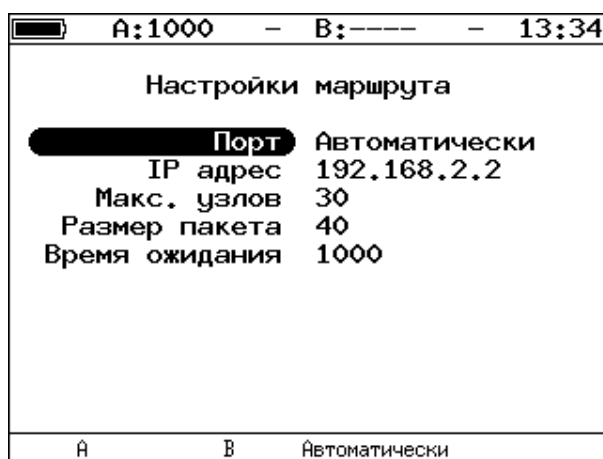 A:1000 – B:---- – 13:34
Настройки маршрута
Порт Автоматически
IP адрес 192.168.2.2
Макс. узлов 30
Размер пакета 40
Время ожидания 1000
A B Автоматически